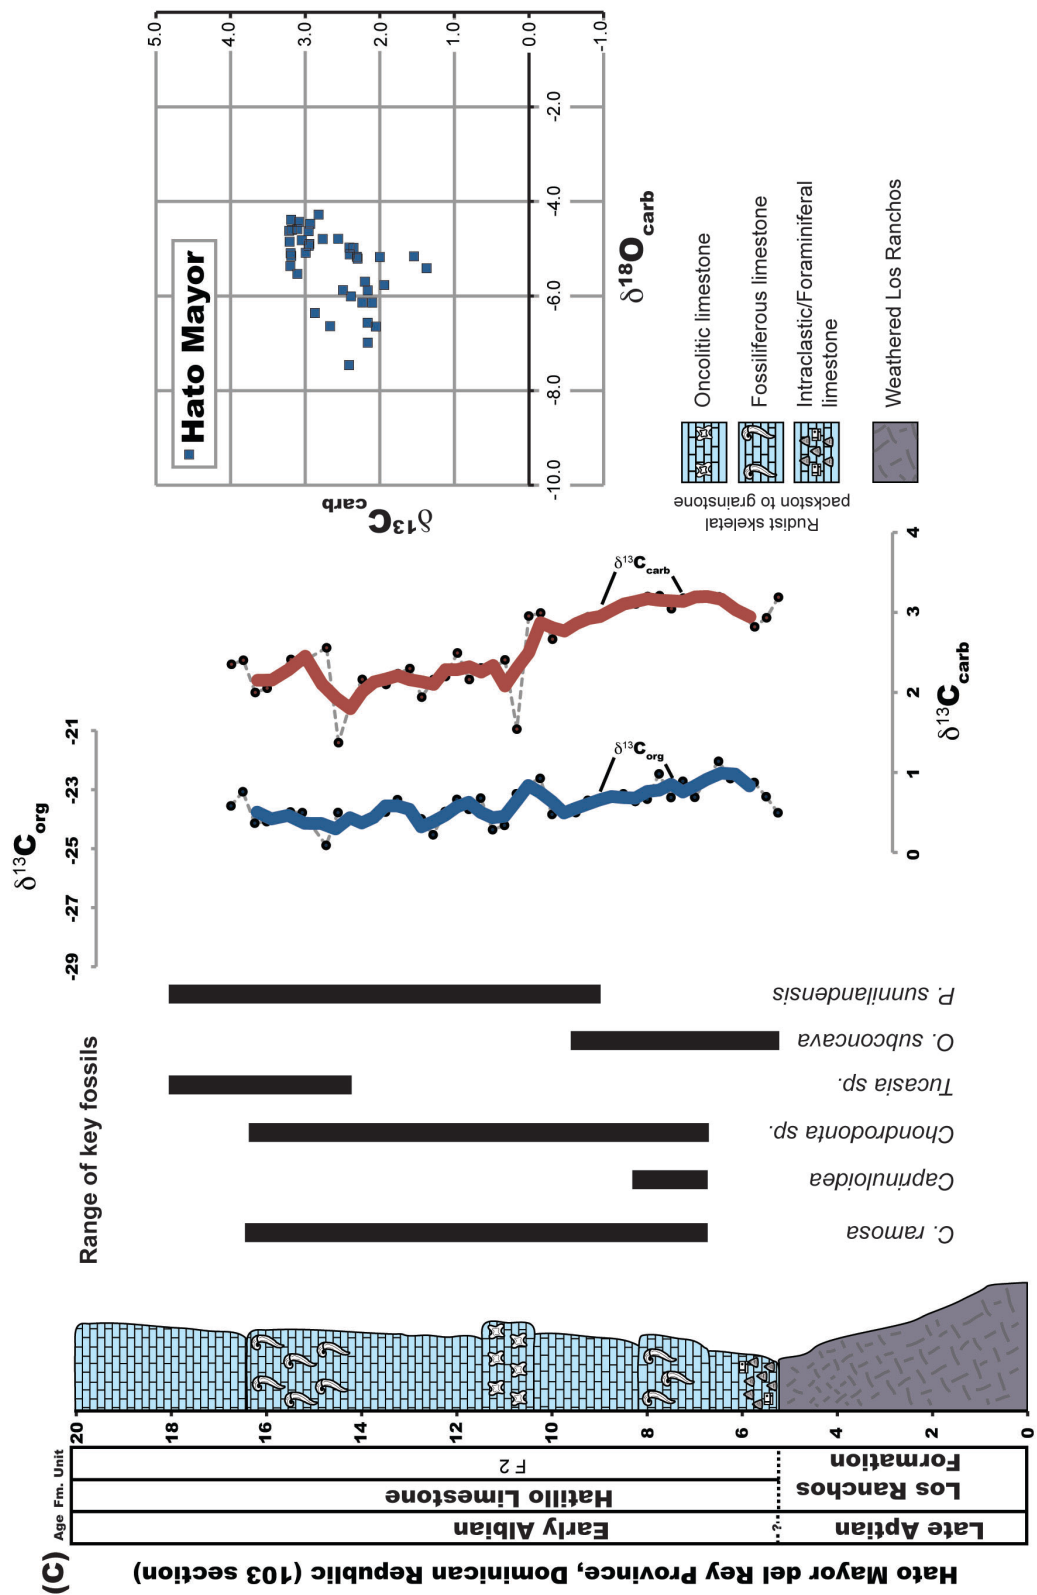 (C)
Hato Mayor del Rey Province, Dominican Republic (103 section)
Age Fm. Unit
Early Albian
Late Aptian
?
Hatillo Limestone
Los Ranchos
Formation
F 2
20
18
16
14
12
10
8
6
4
2
0
Range of key fossils
C. ramosa
Caprinuloidea
Chondrodonta sp.
Tucasia sp.
O. subconcava
P. sunnilandensis
δ13Corg
-29
-27
-25
-23
-21
δ13Corg
δ13Ccarb
0
1
2
3
4
δ13Ccarb
Hato Mayor
δ13Ccarb
5.0
4.0
3.0
2.0
1.0
0.0
-1.0
-10.0
-8.0
-6.0
-4.0
-2.0
δ18Ocarb
Rudist skeletal
packston to grainstone
Oncolitic limestone
Fossiliferous limestone
Intraclastic/Foraminiferal
limestone
Weathered Los Ranchos